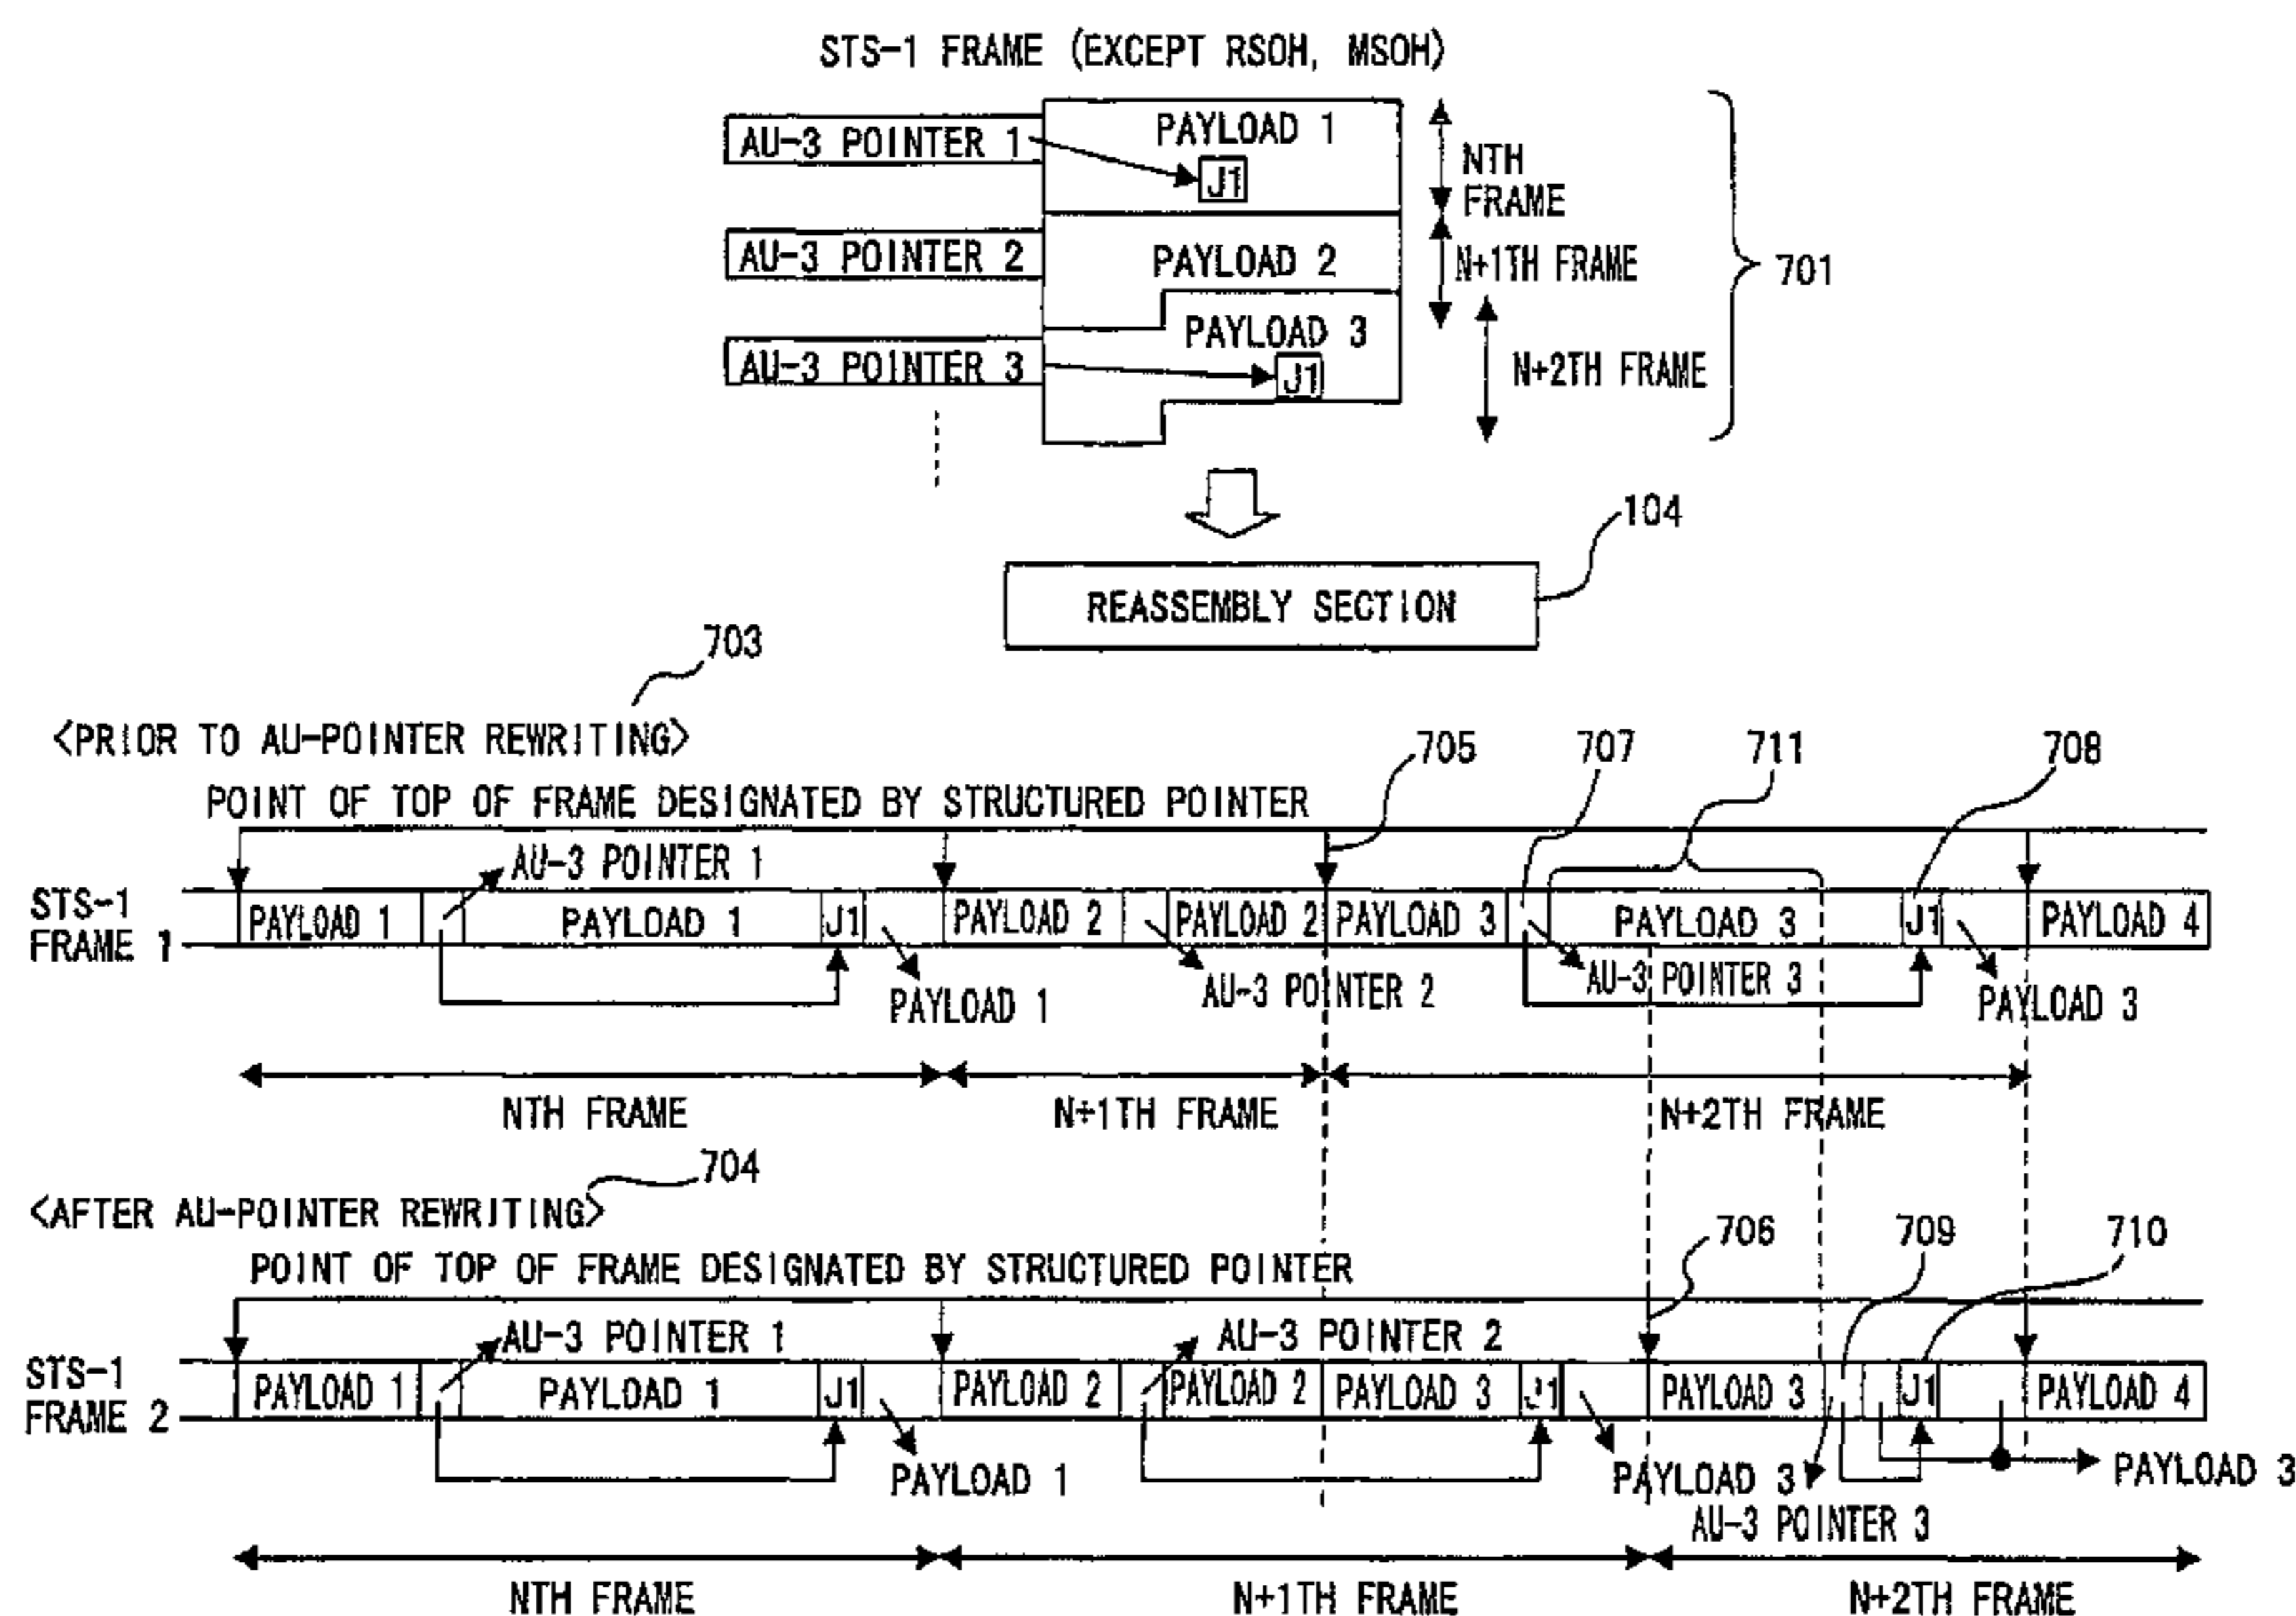 STS-1 FRAME (EXCEPT RSOH, MSOH)
AU-3 POINTER 1
PAYLOAD 1
J1
NTH
FRAME
AU-3 POINTER 2
PAYLOAD 2
N+1TH FRAME
701
AU-3 POINTER 3
PAYLOAD 3
J1
N+2TH FRAME
104
REASSEMBLY SECTION
703
<PRIOR TO AU-POINTER REWRITING>
705
707
711
708
POINT OF TOP OF FRAME DESIGNATED BY STRUCTURED POINTER
AU-3 POINTER 1
STS-1
FRAME 1
PAYLOAD 1
PAYLOAD 1
J1
PAYLOAD 2
PAYLOAD 2
PAYLOAD 3
PAYLOAD 3
J1
PAYLOAD 4
PAYLOAD 1
AU-3 POINTER 2
AU-3 POINTER 3
PAYLOAD 3
NTH FRAME
N+1TH FRAME
N+2TH FRAME
704
<AFTER AU-POINTER REWRITING>
706
709
710
POINT OF TOP OF FRAME DESIGNATED BY STRUCTURED POINTER
AU-3 POINTER 1
AU-3 POINTER 2
STS-1
FRAME 2
PAYLOAD 1
PAYLOAD 1
J1
PAYLOAD 2
PAYLOAD 2
PAYLOAD 3
J1
PAYLOAD 3
J1
PAYLOAD 4
PAYLOAD 1
PAYLOAD 3
PAYLOAD 3
AU-3 POINTER 3
NTH FRAME
N+1TH FRAME
N+2TH FRAME